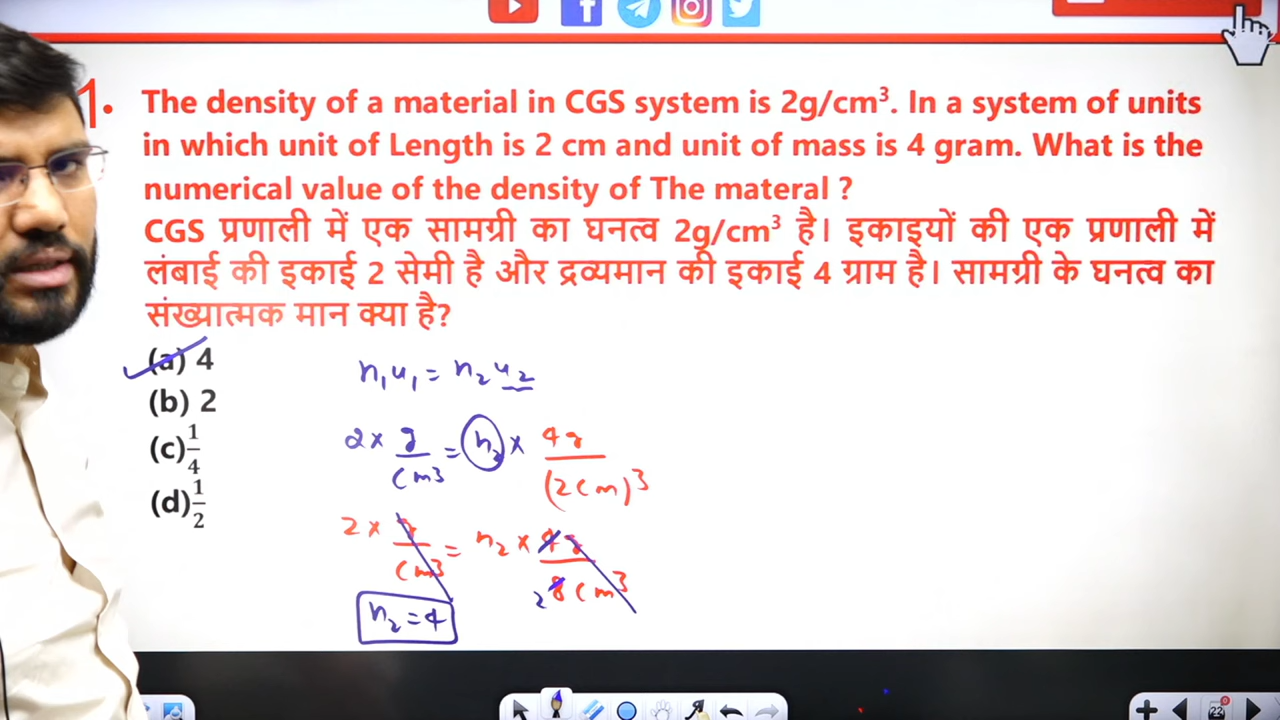 1. The density of a material in CGS system is 2g/cm³. In a system of units
in which unit of Length is 2 cm and unit of mass is 4 gram. What is the
numerical value of the density of The materal ?
CGS प्रणाली में एक सामग्री का घनत्व 2g/cm³ है। इकाइयों की एक प्रणाली में
लंबाई की इकाई 2 सेमी है और द्रव्यमान की इकाई 4 ग्राम है। सामग्री के घनत्व का
संख्यात्मक मान क्या है?
(a) 4
(b) 2
(c) 1/4
(d) 1/2
n₁u₁ = n₂u₂
2 × g/cm³ = n₂ × 4g/(2cm)³
2 × g/cm³ = n₂ × 4g/8cm³
2
n₂ = 4
22